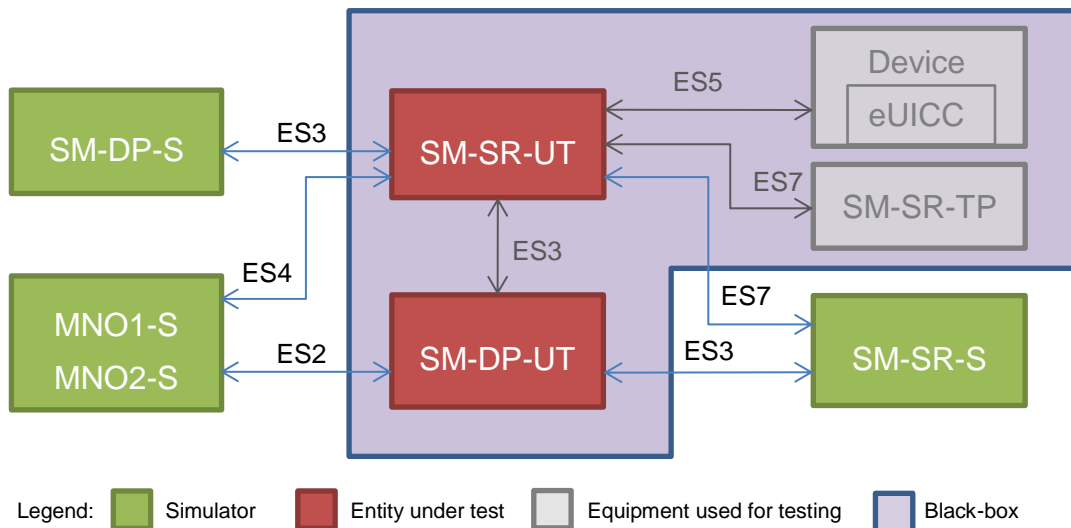 Device
eUICC
ES5
SM-DP-S
ES3
SM-SR-UT
ES7
SM-SR-TP
ES3
ES4
ES7
MNO1-S
MNO2-S
ES2
SM-DP-UT
ES3
SM-SR-S
Legend: Simulator Entity under test Equipment used for testing Black-box